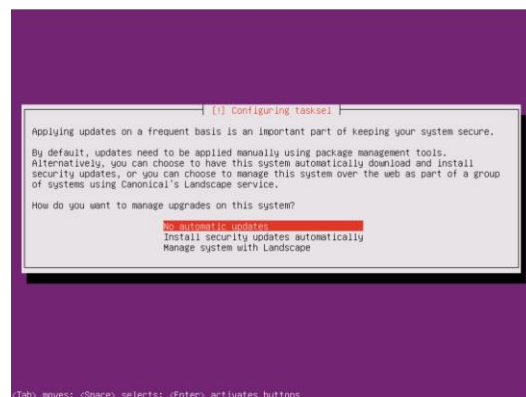 [!] Configuring tasksel
Applying updates on a frequent basis is an important part of keeping your system secure.
By default, updates need to be applied manually using package management tools.
Alternatively, you can choose to have this system automatically download and install
security updates, or you can choose to manage this system over the web as part of a group
of systems using Canonical's Landscape service.
How do you want to manage upgrades on this system?
No automatic updates
Install security updates automatically
Manage system with Landscape
<Tab> moves; <Space> selects; <Enter> activates buttons